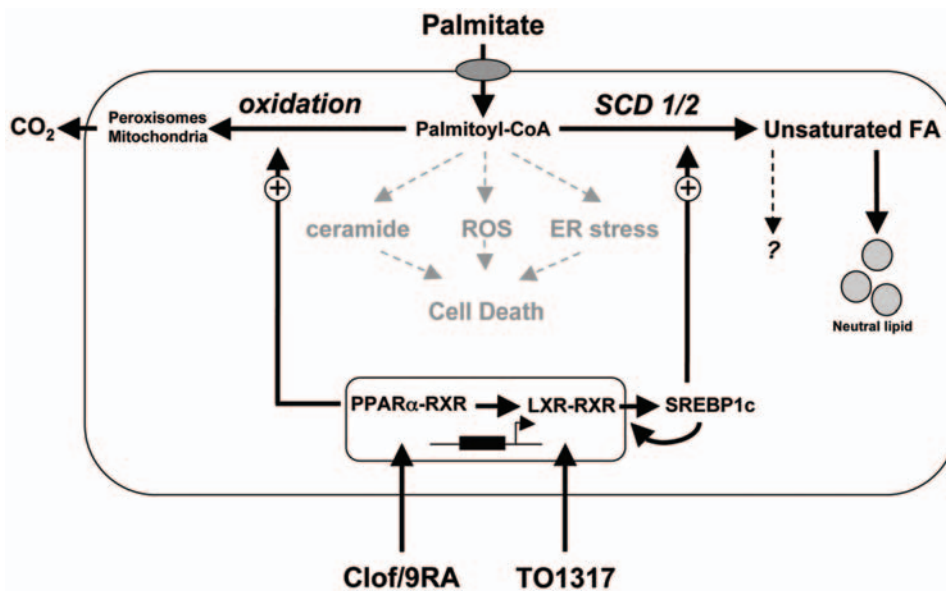 Palmitate
oxidation
SCD 1/2
CO2
Peroxisomes
Mitochondria
Palmitoyl-CoA
Unsaturated FA
+
+
ceramide
ROS
ER stress
?
Cell Death
Neutral lipid
PPARα-RXR
LXR-RXR
SREBP1c
Clof/9RA
TO1317